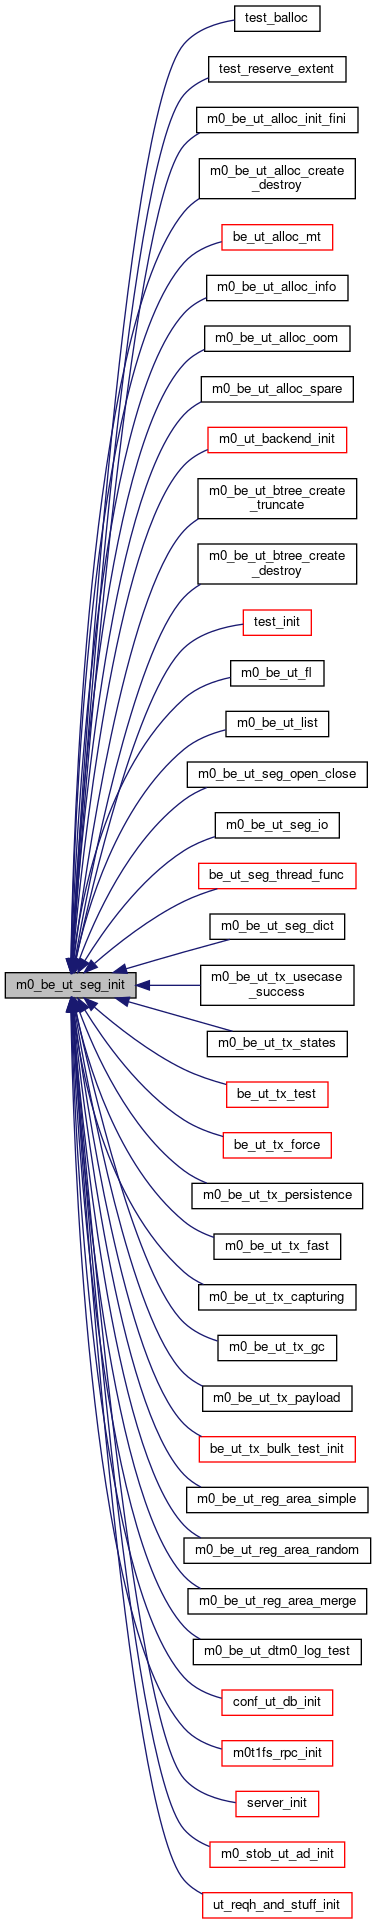 test_balloc
test_reserve_extent
m0_be_ut_alloc_init_fini
m0_be_ut_alloc_create
_destroy
be_ut_alloc_mt
m0_be_ut_alloc_info
m0_be_ut_alloc_oom
m0_be_ut_alloc_spare
m0_ut_backend_init
m0_be_ut_btree_create
_truncate
m0_be_ut_btree_create
_destroy
test_init
m0_be_ut_fl
m0_be_ut_list
m0_be_ut_seg_open_close
m0_be_ut_seg_io
be_ut_seg_thread_func
m0_be_ut_seg_dict
m0_be_ut_seg_init
m0_be_ut_tx_usecase
_success
m0_be_ut_tx_states
be_ut_tx_test
be_ut_tx_force
m0_be_ut_tx_persistence
m0_be_ut_tx_fast
m0_be_ut_tx_capturing
m0_be_ut_tx_gc
m0_be_ut_tx_payload
be_ut_tx_bulk_test_init
m0_be_ut_reg_area_simple
m0_be_ut_reg_area_random
m0_be_ut_reg_area_merge
m0_be_ut_dtm0_log_test
conf_ut_db_init
m0t1fs_rpc_init
server_init
m0_stob_ut_ad_init
ut_reqh_and_stuff_init